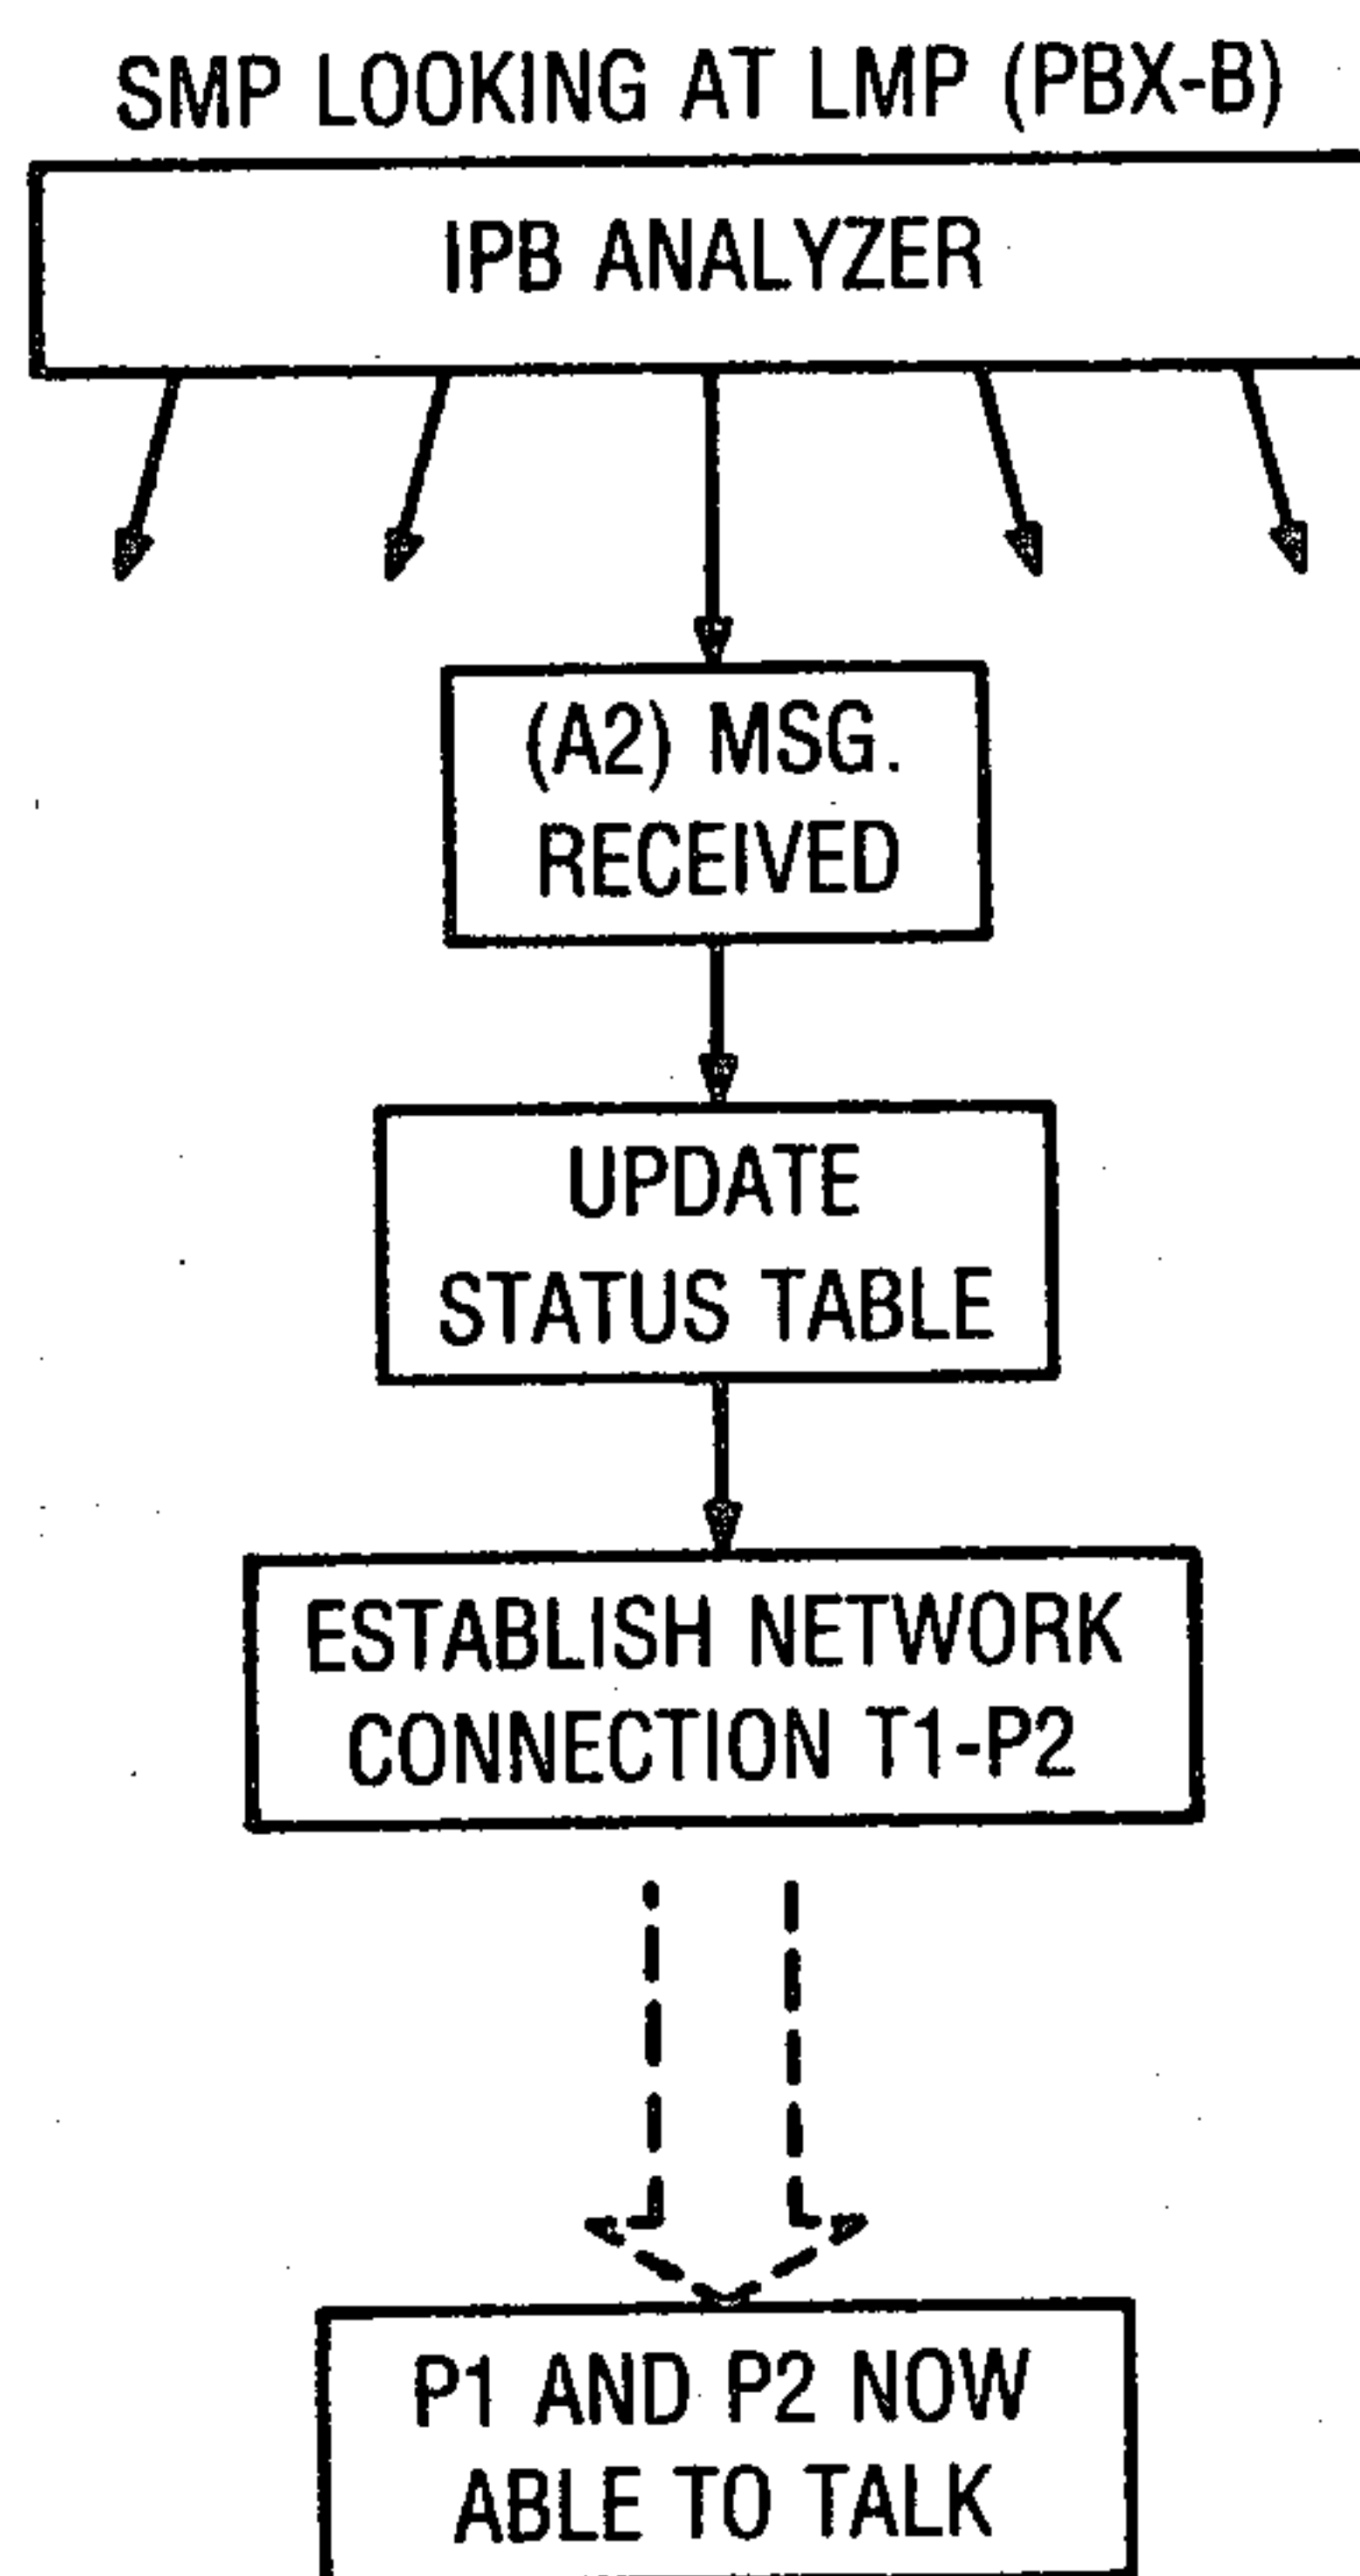 SMP LOOKING AT LMP (PBX-B)
IPB ANALYZER
(A2) MSG.
RECEIVED
UPDATE
STATUS TABLE
ESTABLISH NETWORK
CONNECTION T1-P2
P1 AND P2 NOW
ABLE TO TALK